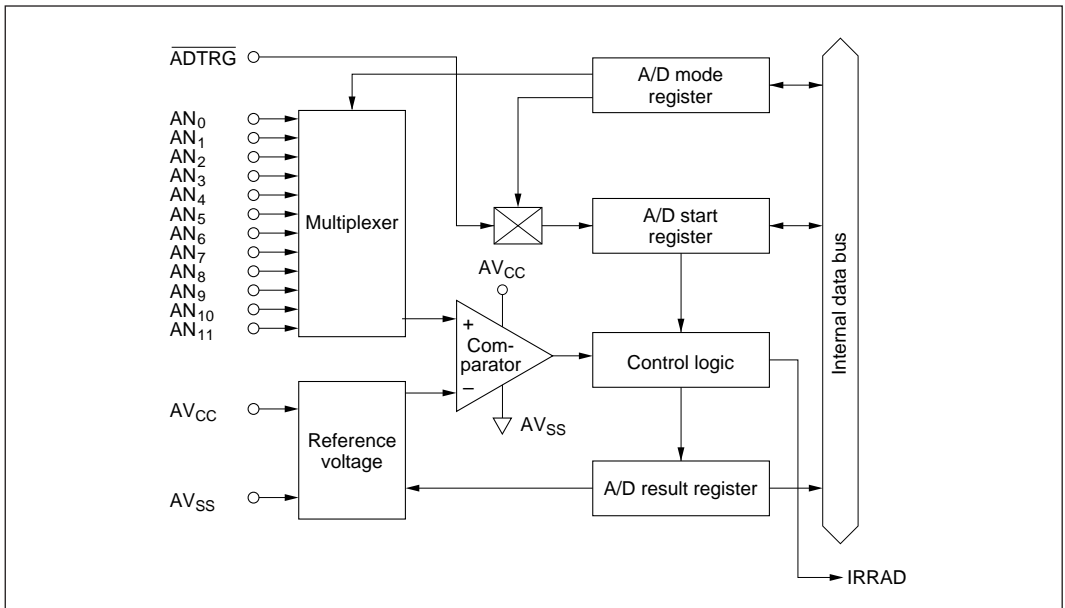 A̅D̅T̅R̅G̅
A/D mode
register
AN0
AN1
AN2
AN3
AN4
AN5
AN6
AN7
AN8
AN9
AN10
AN11
Multiplexer
A/D start
register
Internal data bus
AVCC
+
Com-
parator
–
AVSS
Control logic
AVCC
AVSS
Reference
voltage
A/D result register
IRRAD